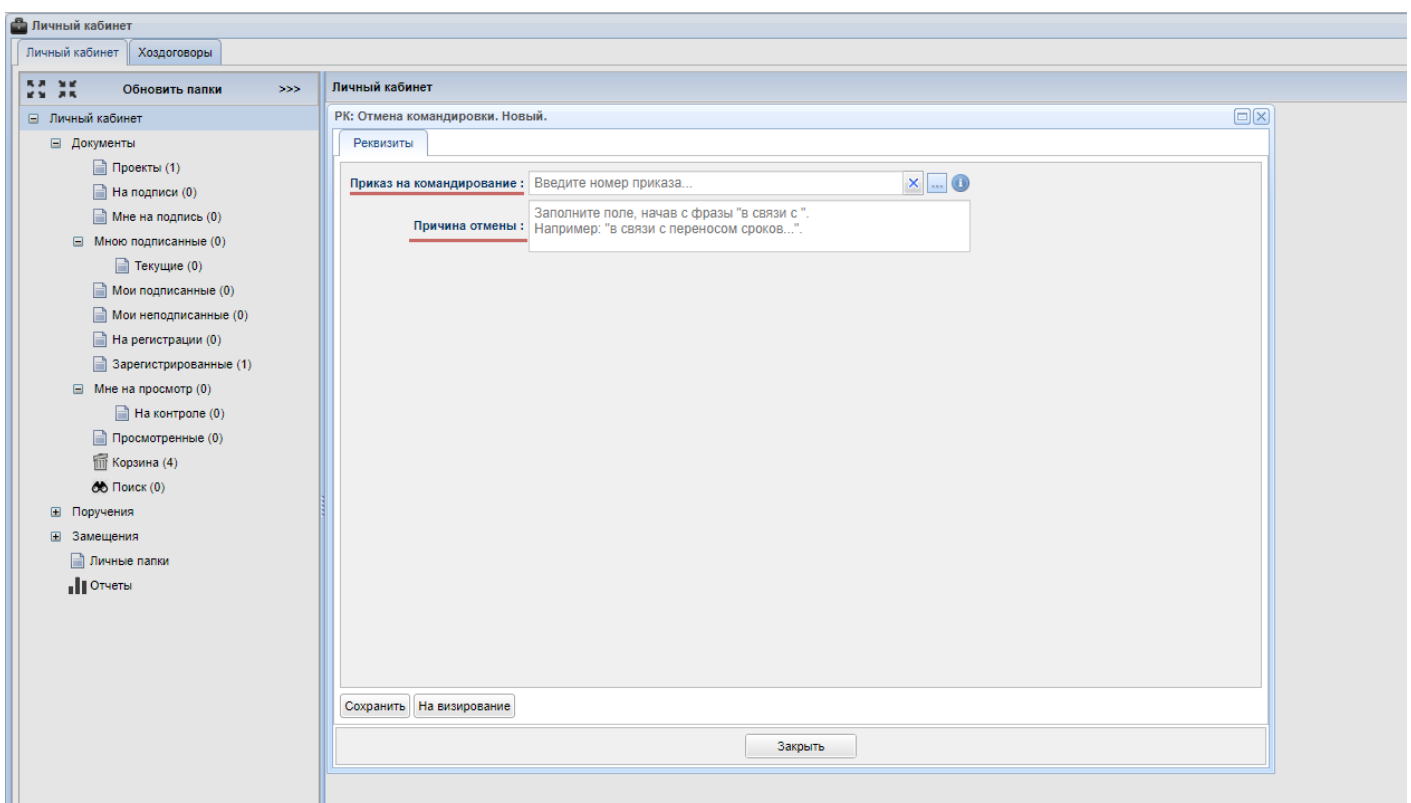 Личный кабинет
Личный кабинет
Хоздоговоры
Обновить папки >>>
Личный кабинет
Документы
Проекты (1)
На подписи (0)
Мне на подпись (0)
Мною подписанные (0)
Текущие (0)
Мои подписанные (0)
Мои неподписанные (0)
На регистрации (0)
Зарегистрированные (1)
Мне на просмотр (0)
На контроле (0)
Просмотренные (0)
Корзина (4)
Поиск (0)
Поручения
Замещения
Личные папки
Отчеты
Личный кабинет
РК: Отмена командировки. Новый.
Реквизиты
Приказ на командирование : Введите номер приказа...
Причина отмены : Заполните поле, начав с фразы "в связи с ".
Например: "в связи с переносом сроков...".
Сохранить На визирование
Закрыть